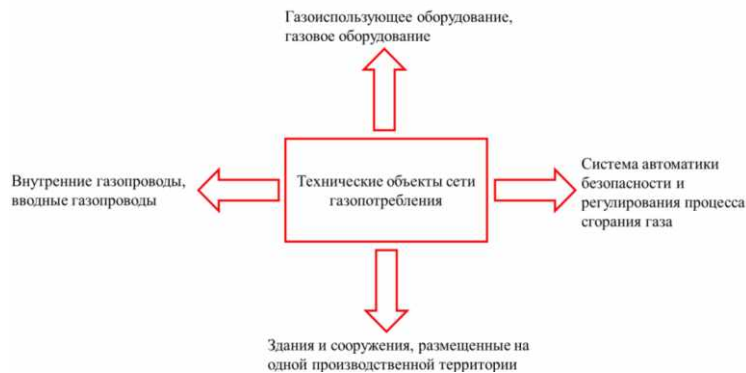 Газоиспользующее оборудование,
газовое оборудование
Внутренние газопроводы,
вводные газопроводы
Технические объекты сети
газопотребления
Система автоматики
безопасности и
регулирования процесса
сгорания газа
Здания и сооружения, размещенные на
одной производственной территории